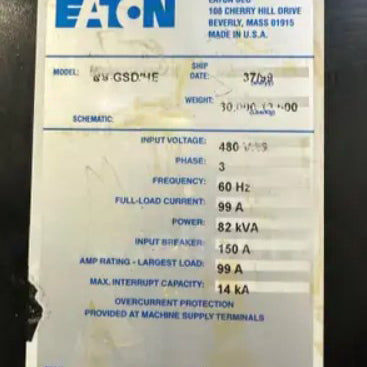 EATON
108 CHERRY HILL DRIVE
BEVERLY, MASS 01915
MADE IN U.S.A.
MODEL:
SHIP DATE: 37/99
WEIGHT:
SCHEMATIC:
INPUT VOLTAGE: 480
PHASE: 3
FREQUENCY: 60 Hz
FULL-LOAD CURRENT: 99 A
POWER: 82 kVA
INPUT BREAKER: 150 A
AMP RATING - LARGEST LOAD: 99 A
MAX. INTERRUPT CAPACITY: 14 kA
OVERCURRENT PROTECTION
PROVIDED AT MACHINE SUPPLY TERMINALS